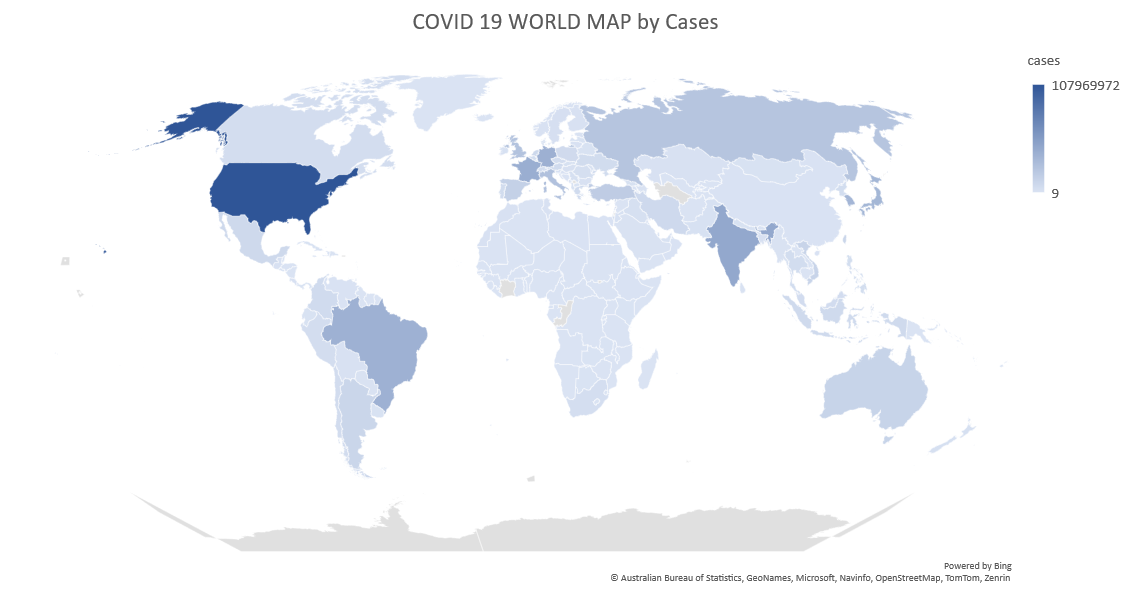 COVID 19 WORLD MAP by Cases
cases
107969972
9
Powered by Bing
© Australian Bureau of Statistics, GeoNames, Microsoft, Navinfo, OpenStreetMap, TomTom, Zenrin